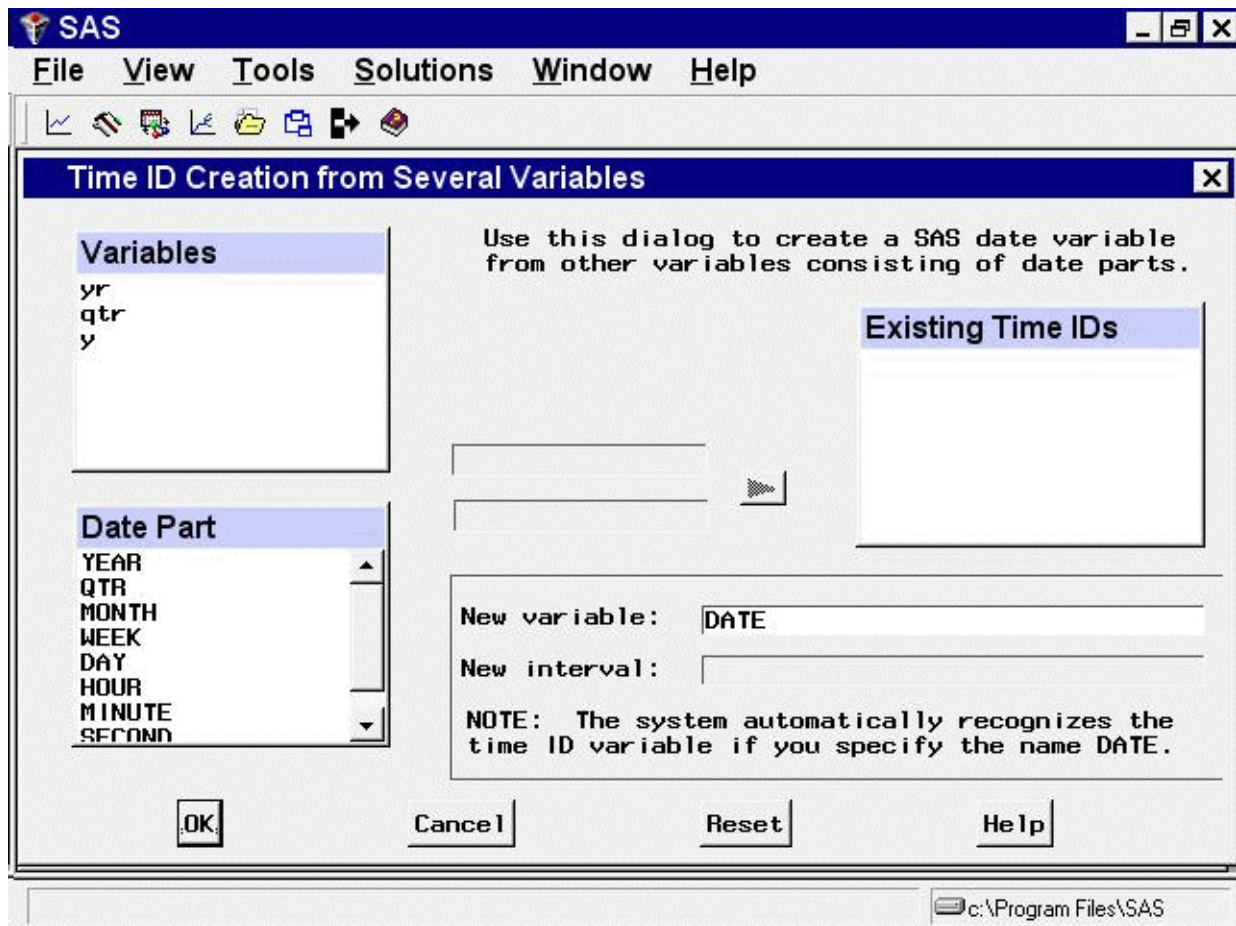 SAS
File View Tools Solutions Window Help
Time ID Creation from Several Variables
Use this dialog to create a SAS date variable
from other variables consisting of date parts.
Variables
yr
qtr
y
Existing Time IDs
Date Part
YEAR
QTR
MONTH
WEEK
DAY
HOUR
MINUTE
SECOND
New variable: DATE
New interval:
NOTE: The system automatically recognizes the
time ID variable if you specify the name DATE.
OK Cancel Reset Help
c:\Program Files\SAS